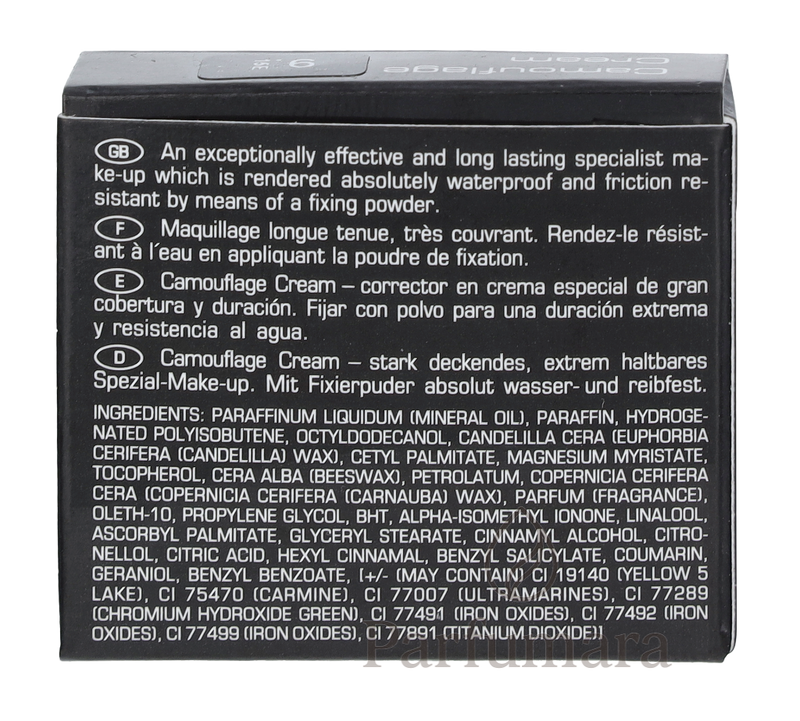 Camouflage
Cream
9
15E
GB An exceptionally effective and long lasting specialist ma-
ke-up which is rendered absolutely waterproof and friction re-
sistant by means of a fixing powder.
F Maquillage longue tenue, très couvrant. Rendez-le résist-
ant à l´eau en appliquant la poudre de fixation.
E Camouflage Cream – corrector en crema especial de gran
cobertura y duración. Fijar con polvo para una duración extrema
y resistencia al agua.
D Camouflage Cream – stark deckendes, extrem haltbares
Spezial-Make-up. Mit Fixierpuder absolut wasser- und reibfest.
INGREDIENTS: PARAFFINUM LIQUIDUM (MINERAL OIL), PARAFFIN, HYDROGE-
NATED POLYISOBUTENE, OCTYLDODECANOL, CANDELILLA CERA (EUPHORBIA
CERIFERA (CANDELILLA) WAX), CETYL PALMITATE, MAGNESIUM MYRISTATE,
TOCOPHEROL, CERA ALBA (BEESWAX), PETROLATUM, COPERNICIA CERIFERA
CERA (COPERNICIA CERIFERA (CARNAUBA) WAX), PARFUM (FRAGRANCE),
OLETH-10, PROPYLENE GLYCOL, BHT, ALPHA-ISOMETHYL IONONE, LINALOOL,
ASCORBYL PALMITATE, GLYCERYL STEARATE, CINNAMYL ALCOHOL, CITRO-
NELLOL, CITRIC ACID, HEXYL CINNAMAL, BENZYL SALICYLATE, COUMARIN,
GERANIOL, BENZYL BENZOATE, [+/- (MAY CONTAIN) CI 19140 (YELLOW 5
LAKE), CI 75470 (CARMINE), CI 77007 (ULTRAMARINES), CI 77289
(CHROMIUM HYDROXIDE GREEN), CI 77491 (IRON OXIDES), CI 77492 (IRON
OXIDES), CI 77499 (IRON OXIDES), CI 77891 (TITANIUM DIOXIDE)]
Parfumara